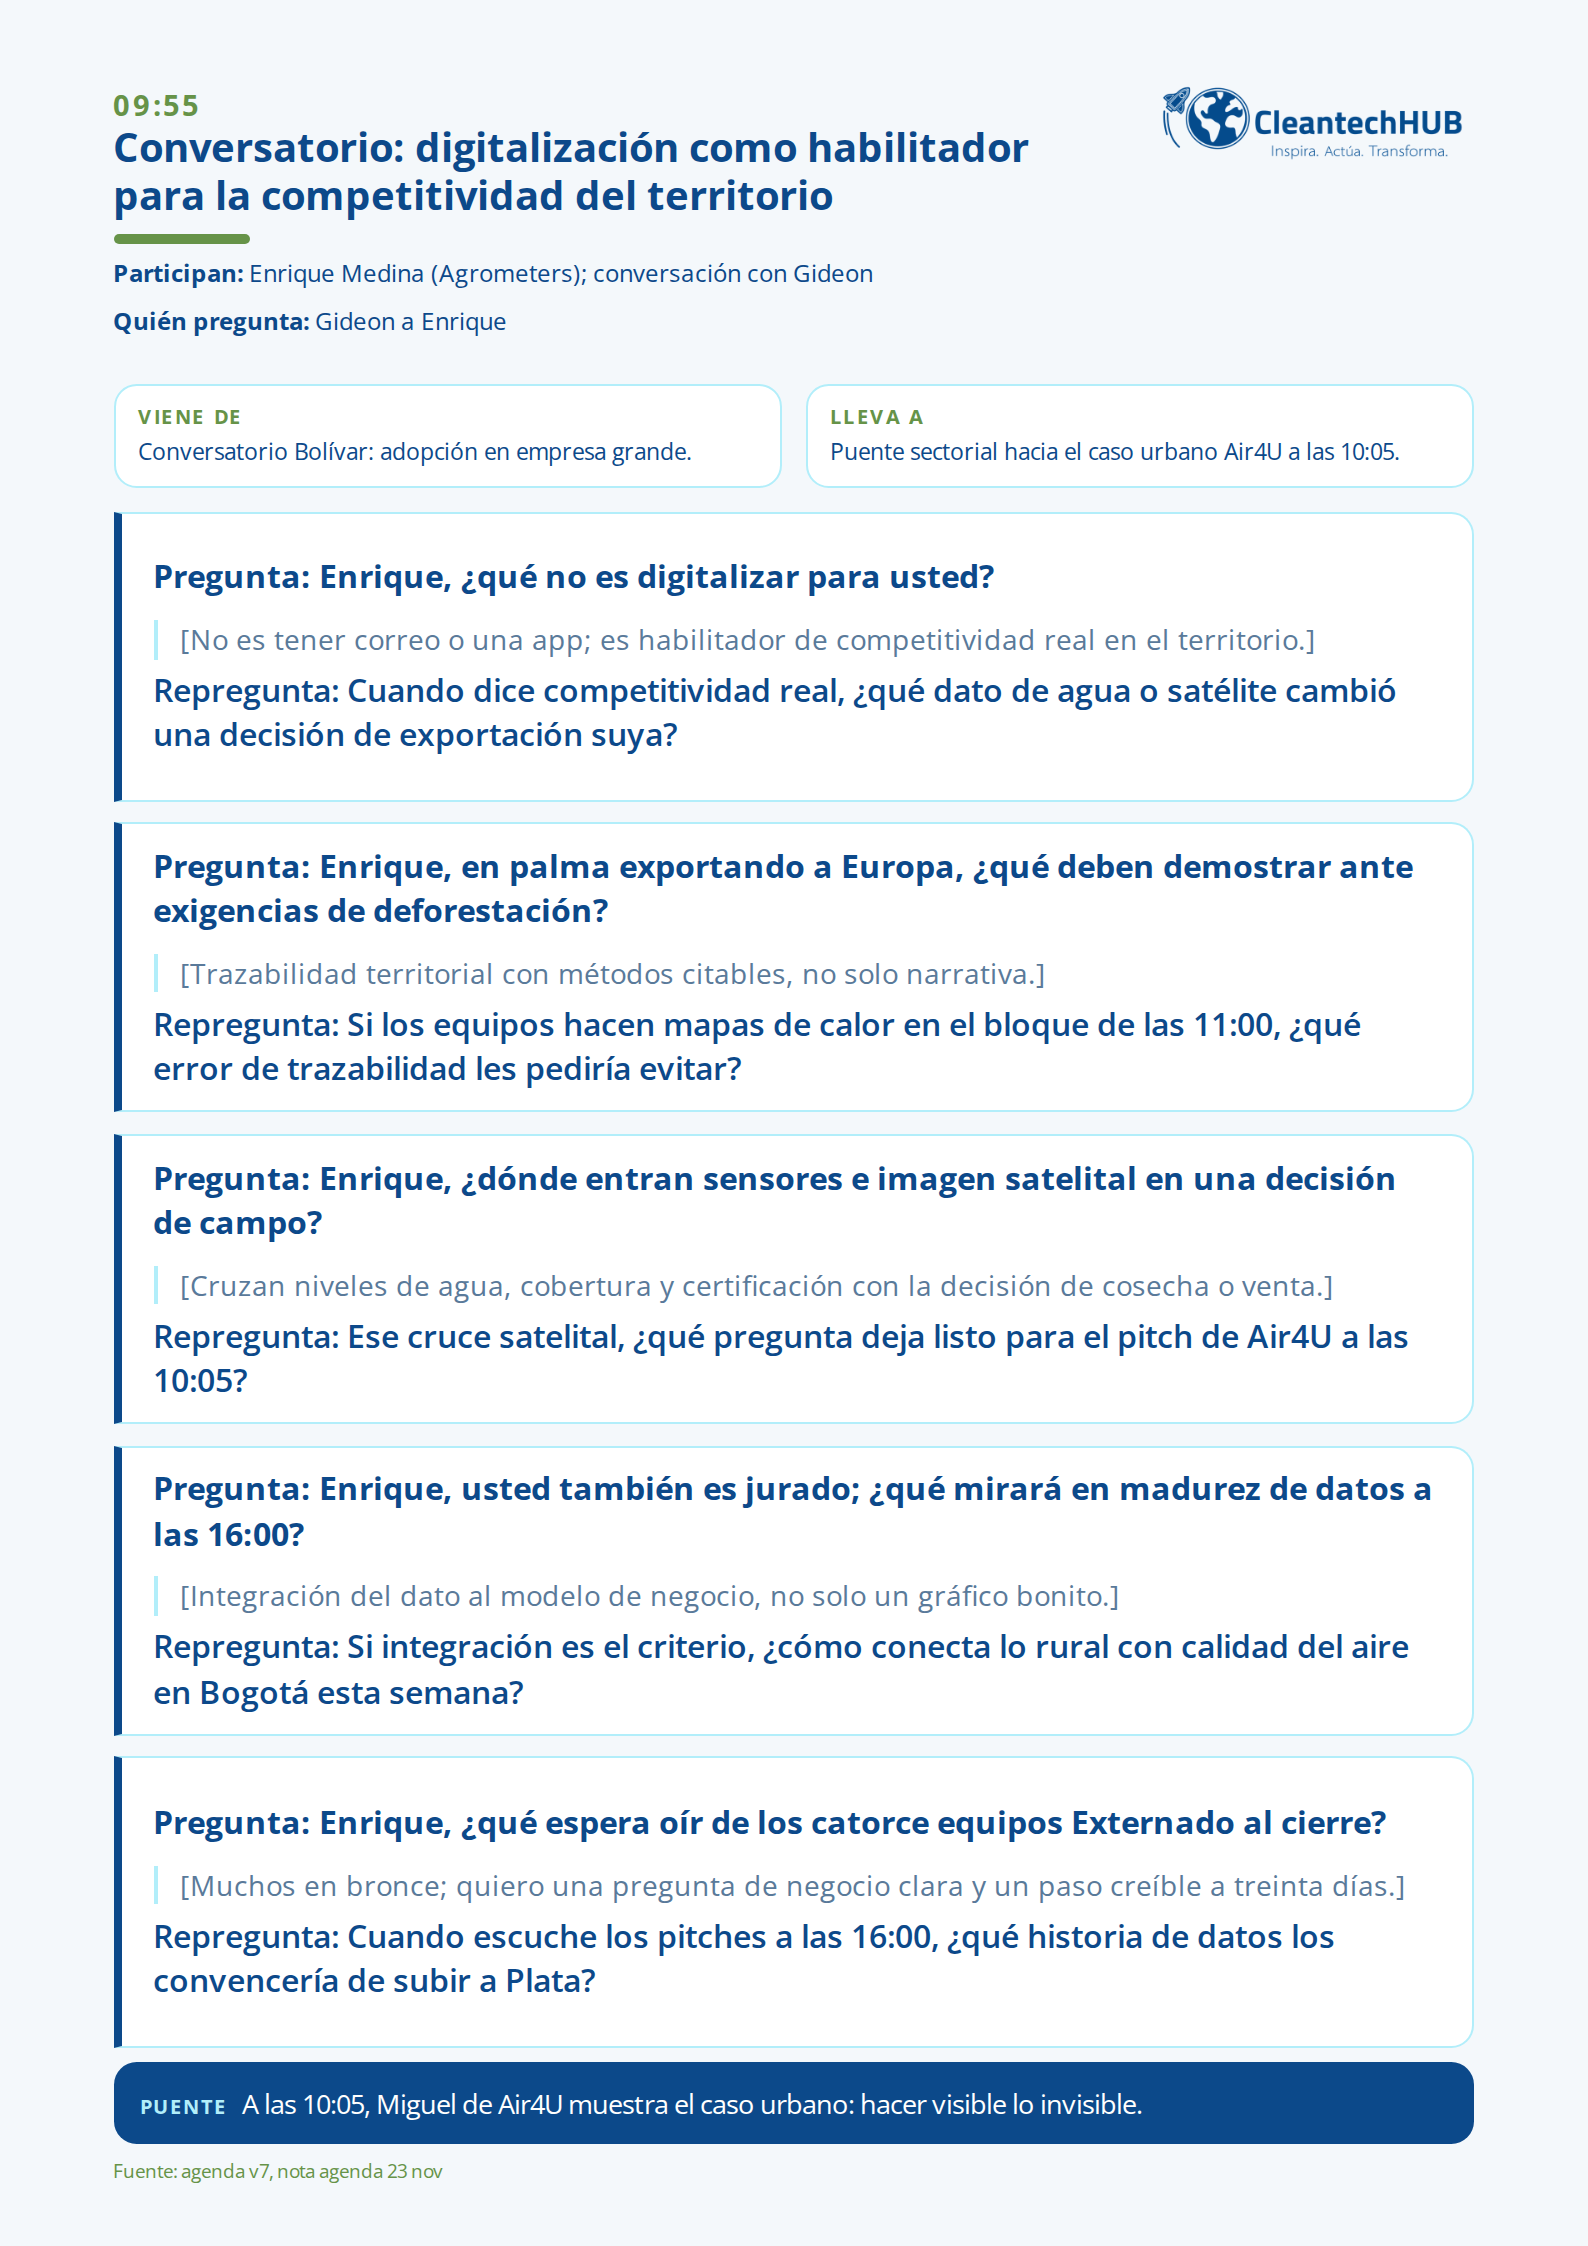 09:55
Conversatorio: digitalización como habilitador
para la competitividad del territorio
CleantechHUB
Inspira. Actúa. Transforma.
Participan: Enrique Medina (Agrometers); conversación con Gideon
Quién pregunta: Gideon a Enrique
VIENE DE
Conversatorio Bolívar: adopción en empresa grande.
LLEVA A
Puente sectorial hacia el caso urbano Air4U a las 10:05.
Pregunta: Enrique, ¿qué no es digitalizar para usted?
[No es tener correo o una app; es habilitador de competitividad real en el territorio.]
Repregunta: Cuando dice competitividad real, ¿qué dato de agua o satélite cambió
una decisión de exportación suya?
Pregunta: Enrique, en palma exportando a Europa, ¿qué deben demostrar ante
exigencias de deforestación?
[Trazabilidad territorial con métodos citables, no solo narrativa.]
Repregunta: Si los equipos hacen mapas de calor en el bloque de las 11:00, ¿qué
error de trazabilidad les pediría evitar?
Pregunta: Enrique, ¿dónde entran sensores e imagen satelital en una decisión
de campo?
[Cruzan niveles de agua, cobertura y certificación con la decisión de cosecha o venta.]
Repregunta: Ese cruce satelital, ¿qué pregunta deja listo para el pitch de Air4U a las
10:05?
Pregunta: Enrique, usted también es jurado; ¿qué mirará en madurez de datos a
las 16:00?
[Integración del dato al modelo de negocio, no solo un gráfico bonito.]
Repregunta: Si integración es el criterio, ¿cómo conecta lo rural con calidad del aire
en Bogotá esta semana?
Pregunta: Enrique, ¿qué espera oír de los catorce equipos Externado al cierre?
[Muchos en bronce; quiero una pregunta de negocio clara y un paso creíble a treinta días.]
Repregunta: Cuando escuche los pitches a las 16:00, ¿qué historia de datos los
convencería de subir a Plata?
PUENTE A las 10:05, Miguel de Air4U muestra el caso urbano: hacer visible lo invisible.
Fuente: agenda v7, nota agenda 23 nov